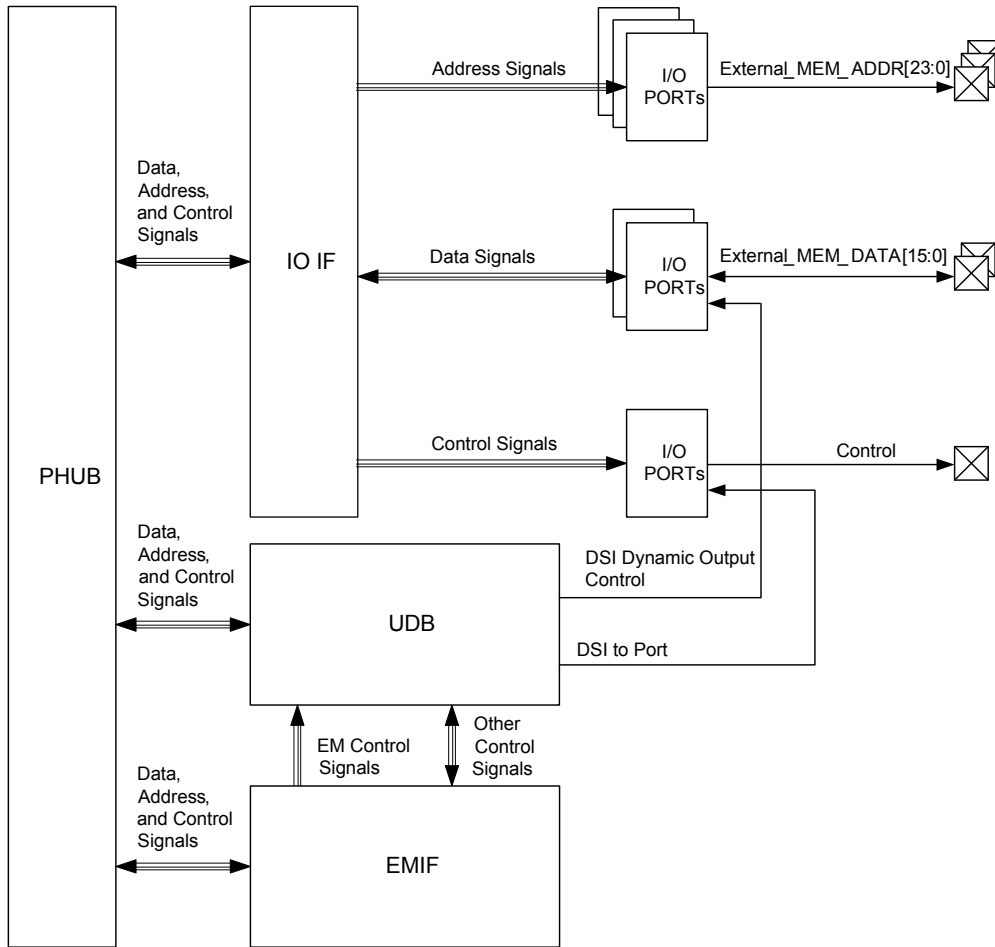 Address Signals
I/O
PORTs
External_MEM_ADDR[23:0]
Data,
Address,
and Control
Signals
IO IF
Data Signals
I/O
PORTs
External_MEM_DATA[15:0]
Control Signals
I/O
PORTs
Control
PHUB
Data,
Address,
and Control
Signals
UDB
DSI Dynamic Output
Control
DSI to Port
EM Control
Signals
Other
Control
Signals
Data,
Address,
and Control
Signals
EMIF